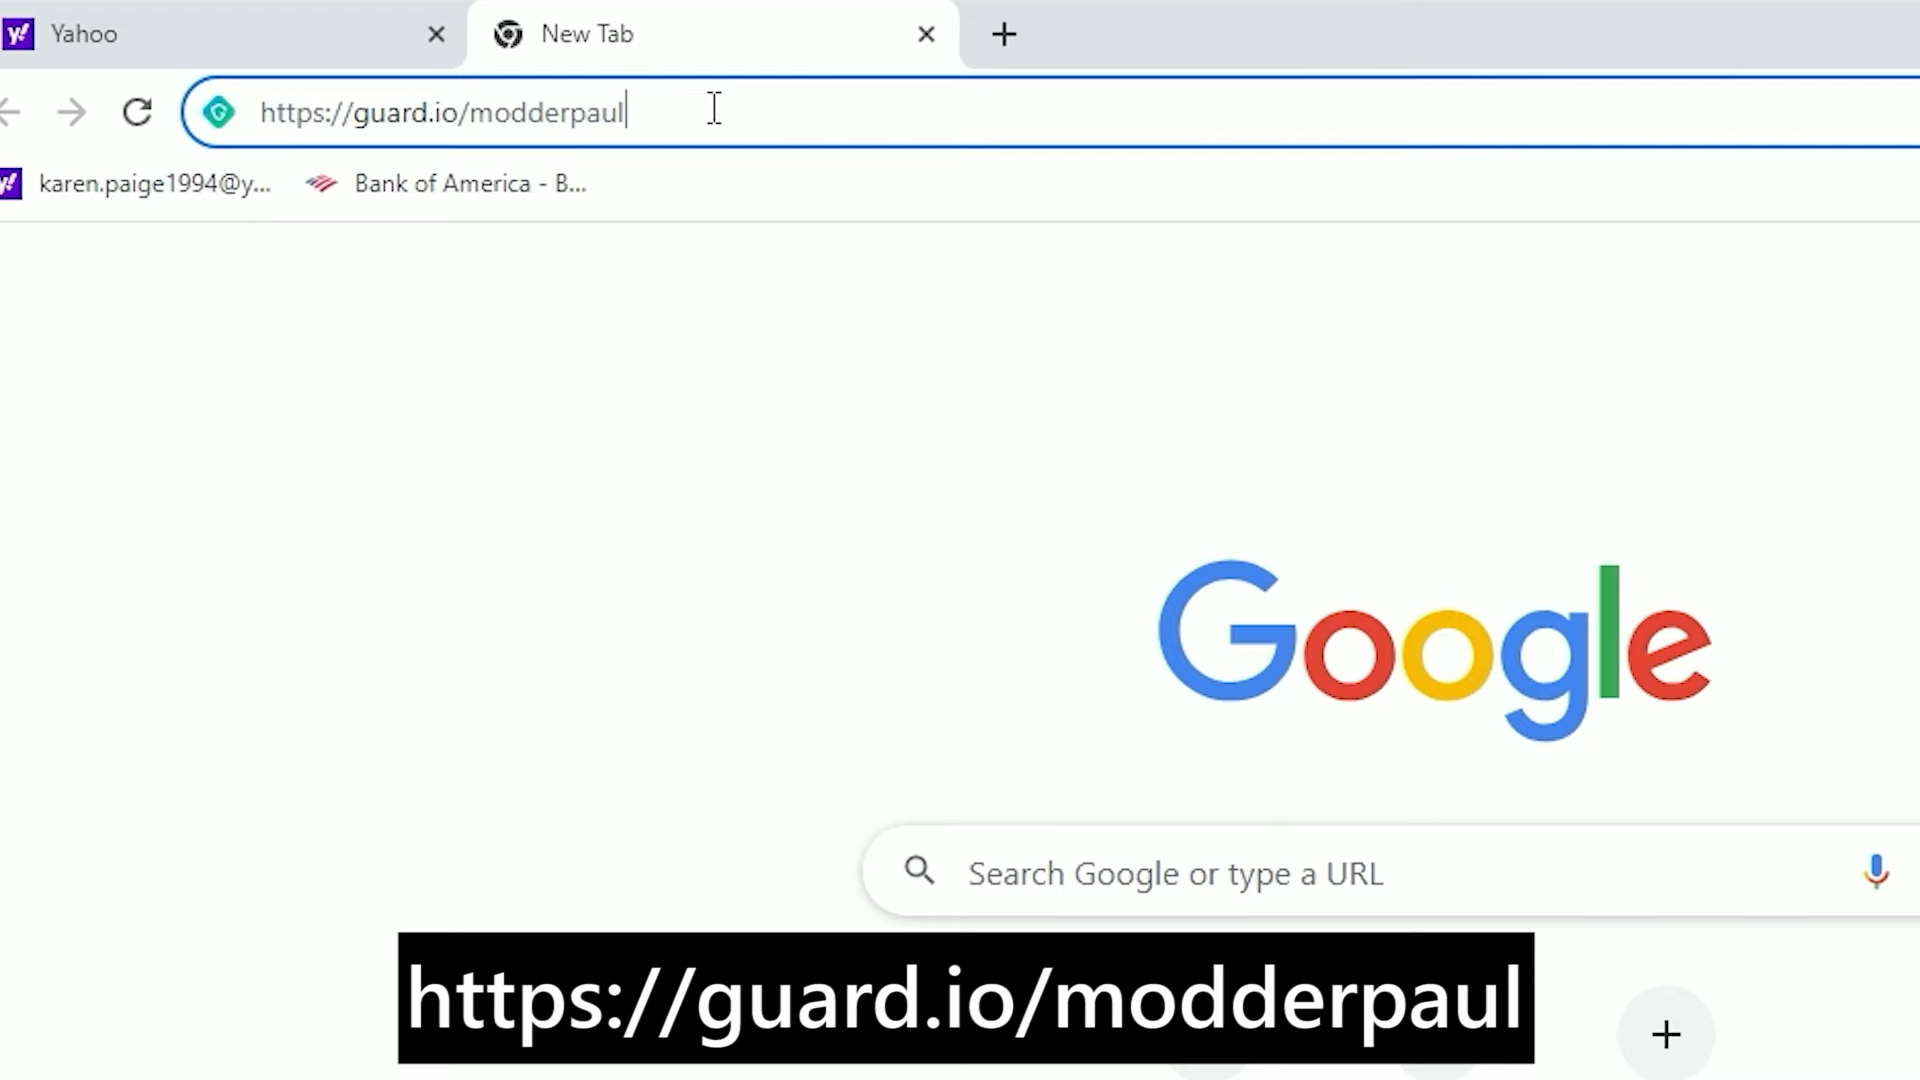 Yahoo
New Tab
https://guard.io/modderpaul
karen.paige1994@y...
Bank of America - B...
Google
Search Google or type a URL
https://guard.io/modderpaul